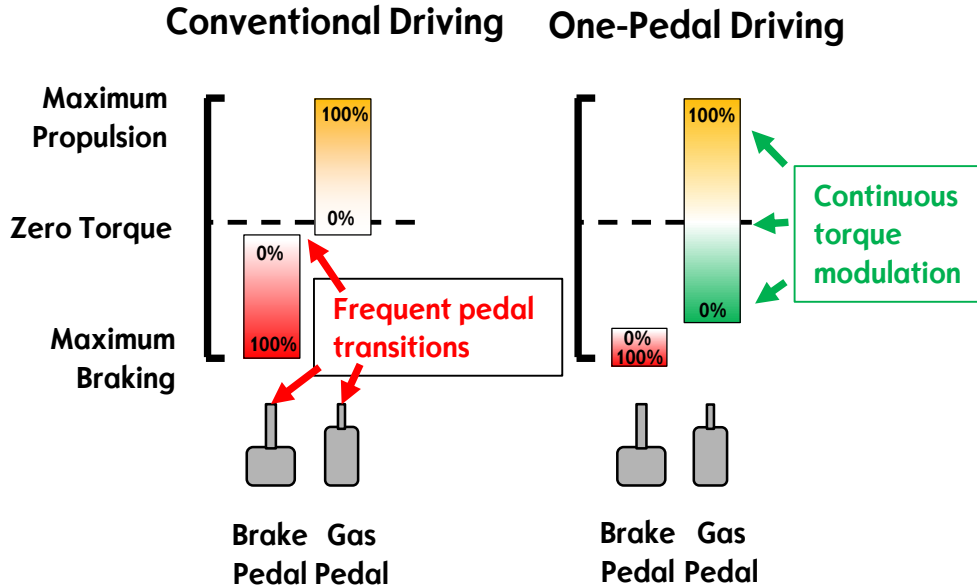 Conventional Driving
One-Pedal Driving
Maximum
Propulsion
Zero Torque
Maximum
Braking
100%
0%
0%
100%
Frequent pedal
transitions
Brake
Pedal
Gas
Pedal
100%
0%
0%
100%
Continuous
torque
modulation
Brake
Pedal
Gas
Pedal